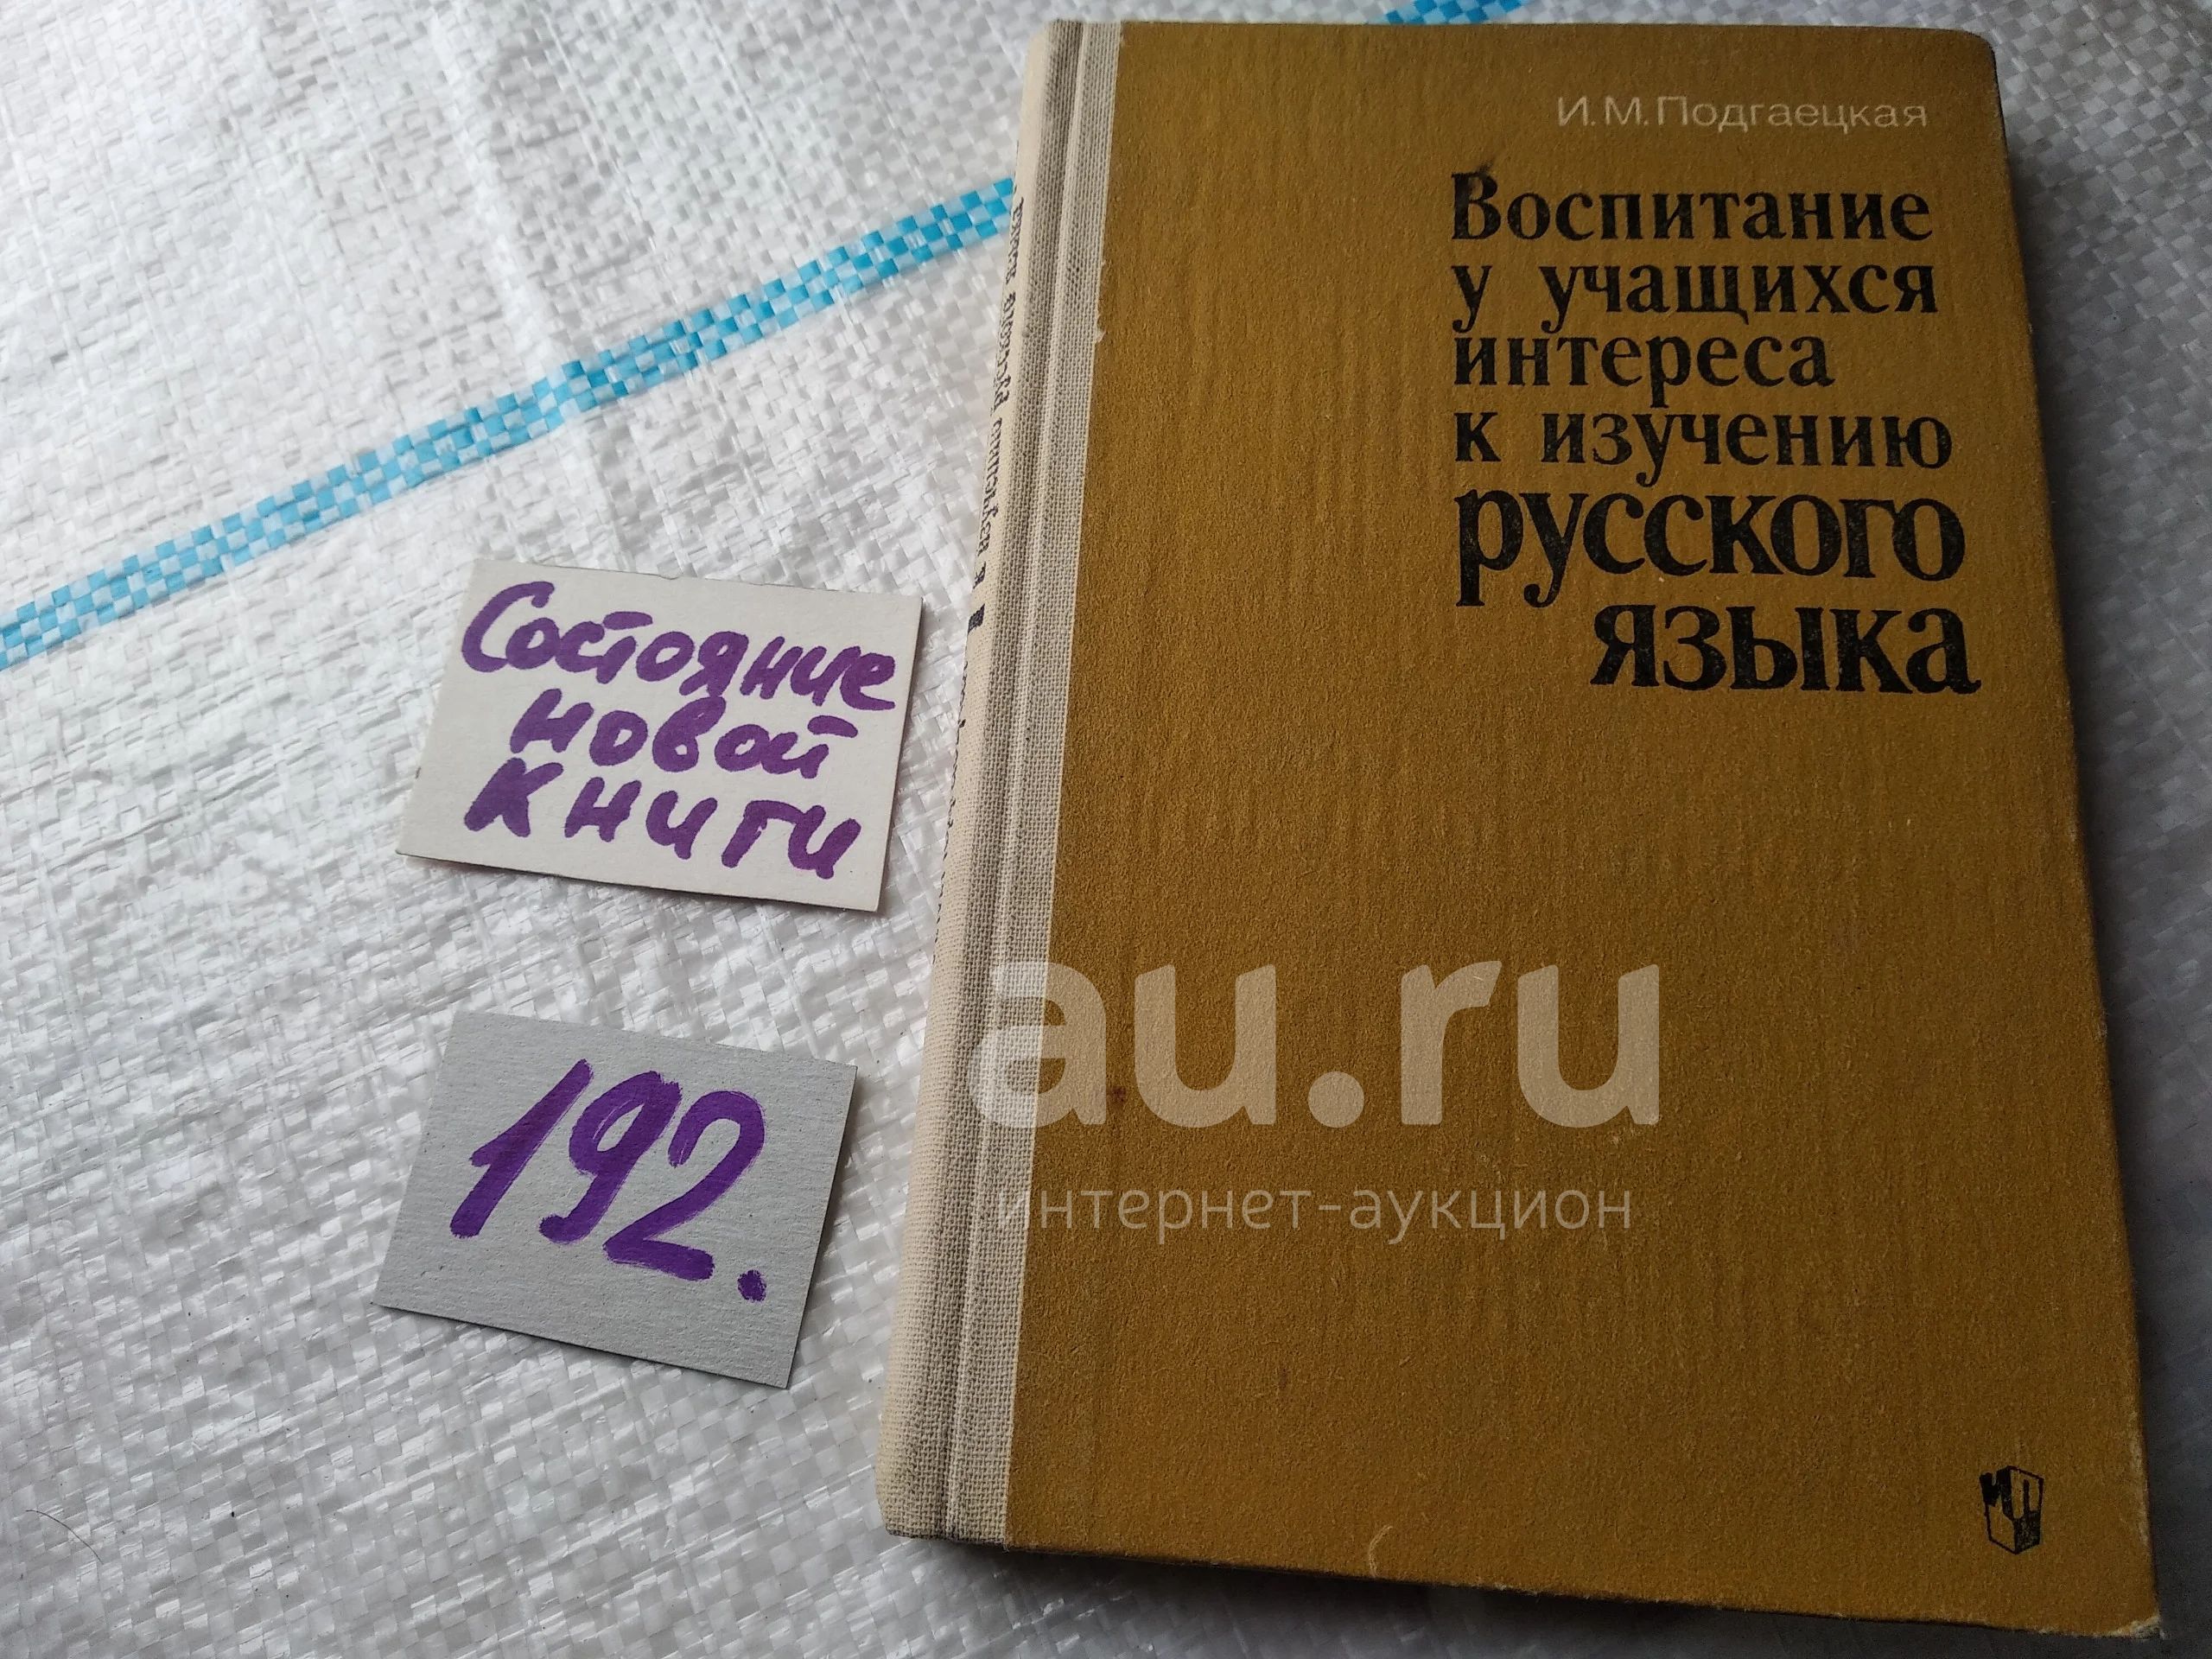 И.М.Подгаецкая
Воспитание
у учащихся
интереса
к изучению
русского
языка
Состояние
новой
книги
192.
au.ru
интернет-аукцион